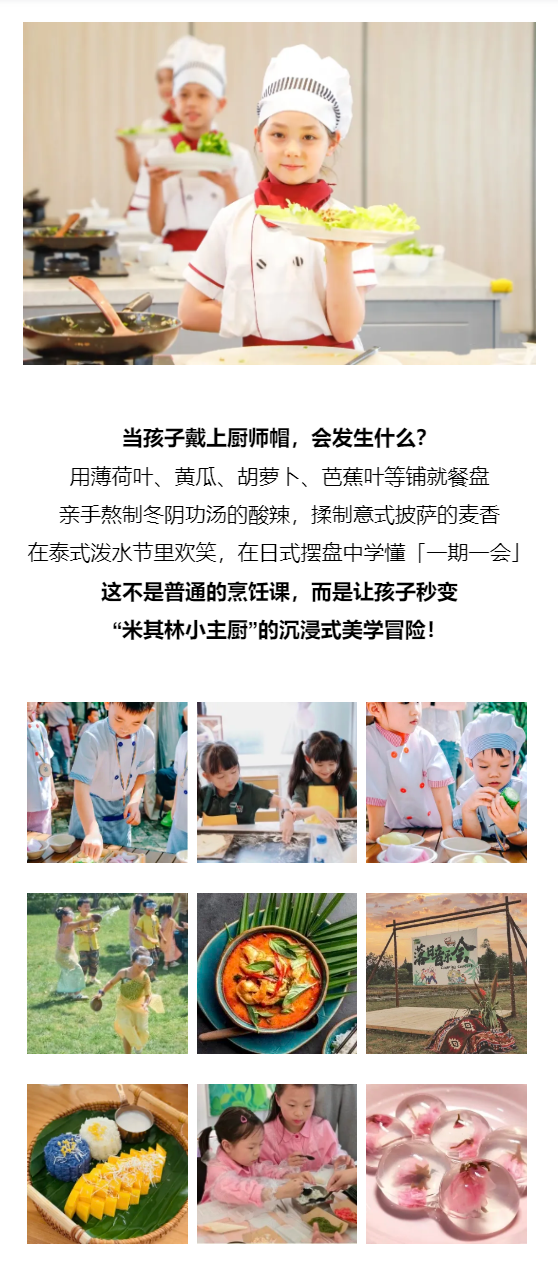 当孩子戴上厨师帽，会发生什么？
用薄荷叶、黄瓜、胡萝卜、芭蕉叶等铺就餐盘
亲手熬制冬阴功汤的酸辣，揉制意式披萨的麦香
在泰式泼水节里欢笑，在日式摆盘中学懂「一期一会」
这不是普通的烹饪课，而是让孩子秒变
“米其林小主厨”的沉浸式美学冒险！